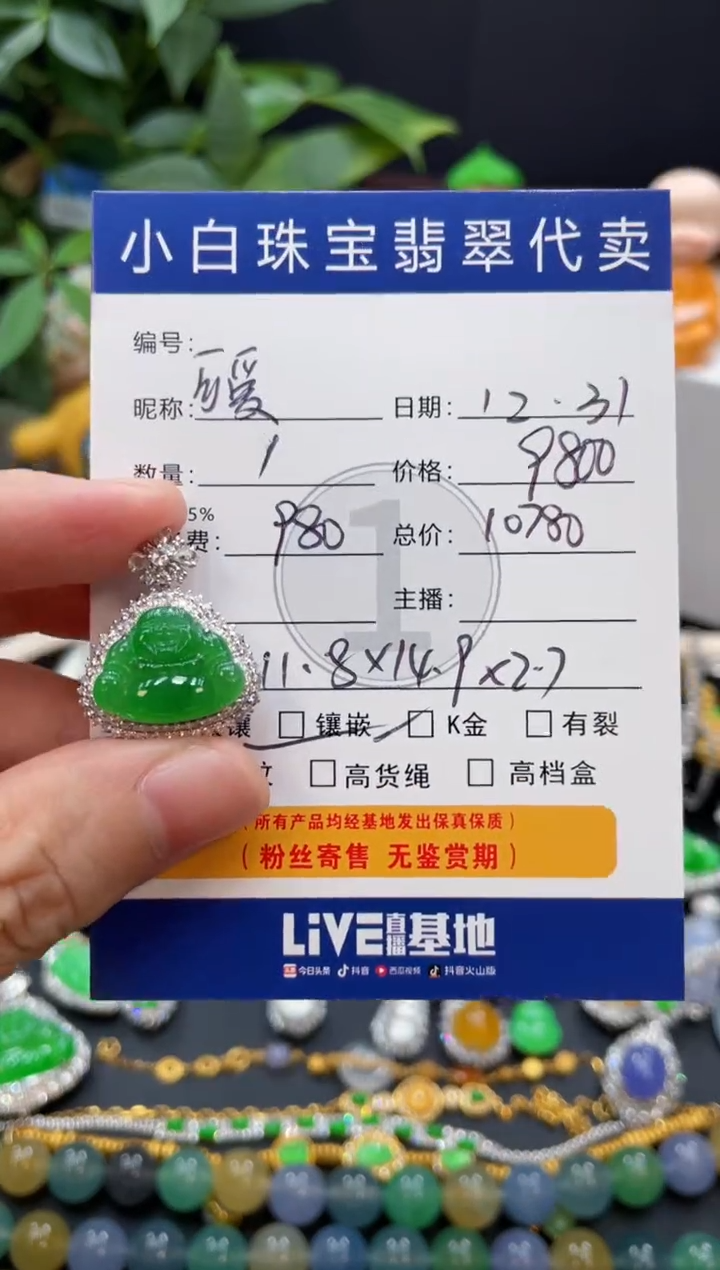 小白珠宝翡翠代卖
编号:
昵称: 日期: 12.31
数量: 1 价格: 9800
5%
费: 980 总价: 10780
主播:
11.8×14.9×2.7
镶 □ 镶嵌 □ K金 □ 有裂
□ 高货绳 □ 高档盒
(所有产品均经基地发出保真保质)
(粉丝寄售 无鉴赏期)
LiVE直播基地
今日头条 抖音 西瓜视频 抖音火山版